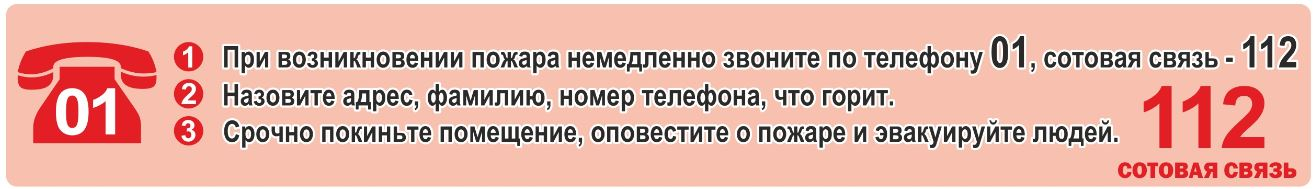 01
1 При возникновении пожара немедленно звоните по телефону 01, сотовая связь - 112
2 Назовите адрес, фамилию, номер телефона, что горит.
3 Срочно покиньте помещение, оповестите о пожаре и эвакуируйте людей.
112
СОТОВАЯ СВЯЗЬ